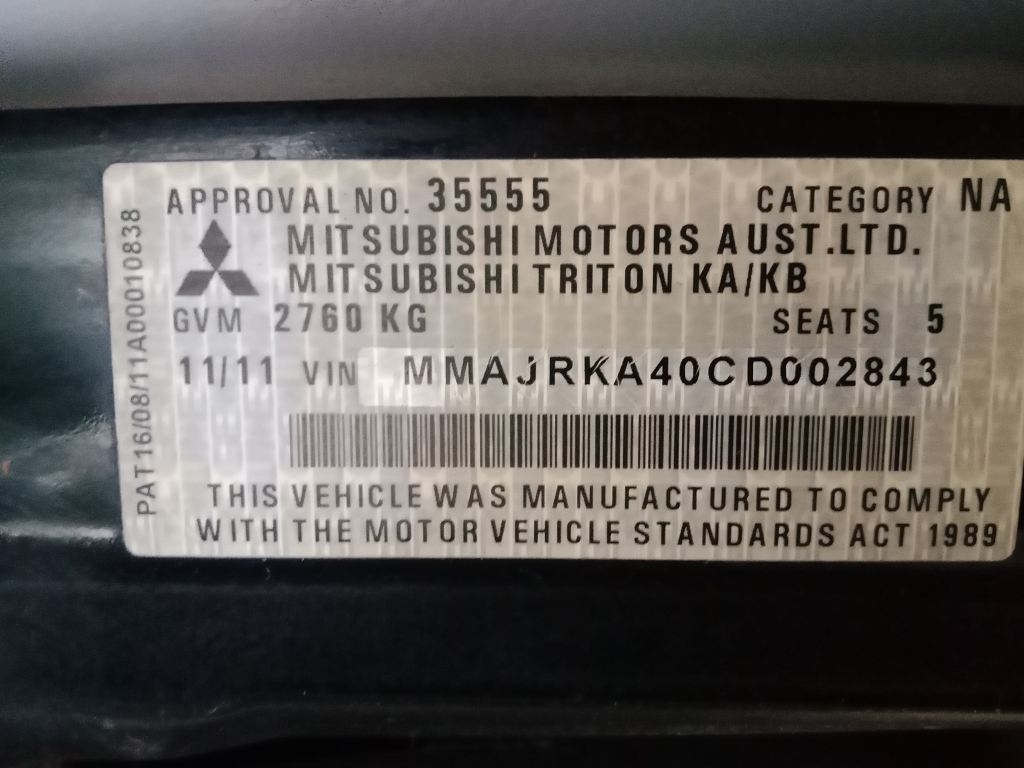 APPROVAL NO. 35555 CATEGORY NA
MITSUBISHI MOTORS AUST.LTD.
MITSUBISHI TRITON KA/KB
GVM 2760 KG SEATS 5
11/11 VIN MMAJRKA40CD002843
THIS VEHICLE WAS MANUFACTURED TO COMPLY
WITH THE MOTOR VEHICLE STANDARDS ACT 1989
PAT16/08/11A00010838